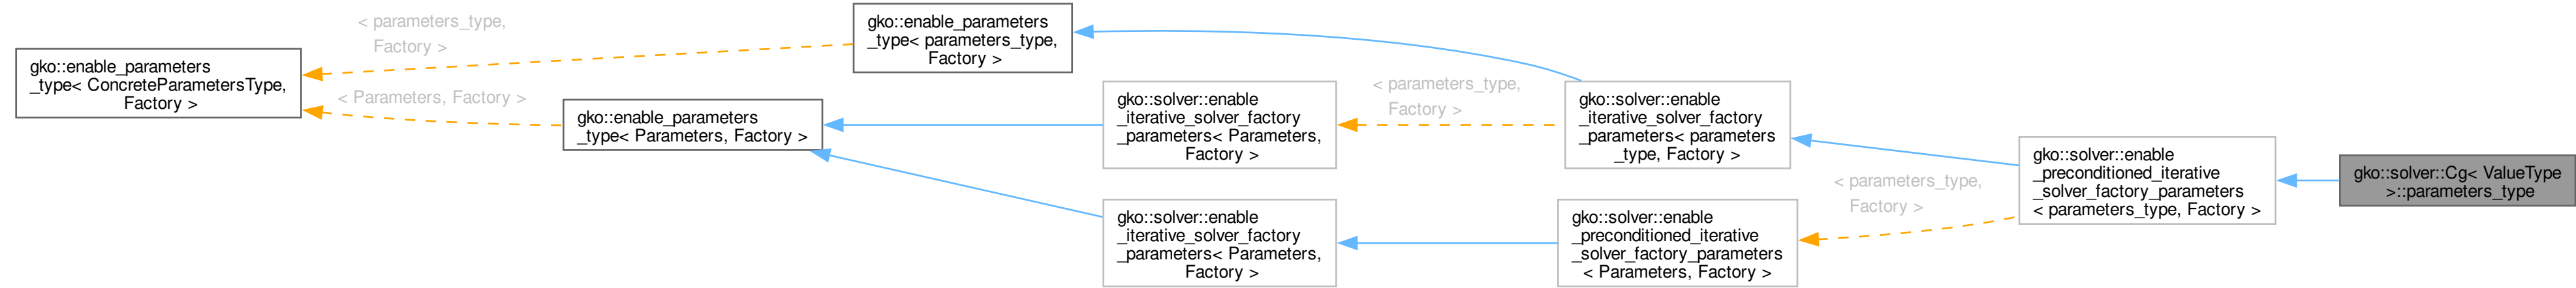 gko::enable_parameters
_type< ConcreteParametersType,
Factory >
< parameters_type,
Factory >
< Parameters, Factory >
gko::enable_parameters
_type< parameters_type,
Factory >
gko::enable_parameters
_type< Parameters, Factory >
gko::solver::enable
_iterative_solver_factory
_parameters< Parameters,
Factory >
gko::solver::enable
_iterative_solver_factory
_parameters< Parameters,
Factory >
< parameters_type,
Factory >
gko::solver::enable
_iterative_solver_factory
_parameters< parameters
_type, Factory >
gko::solver::enable
_preconditioned_iterative
_solver_factory_parameters
< Parameters, Factory >
< parameters_type,
Factory >
gko::solver::enable
_preconditioned_iterative
_solver_factory_parameters
< parameters_type, Factory >
gko::solver::Cg< ValueType
>::parameters_type